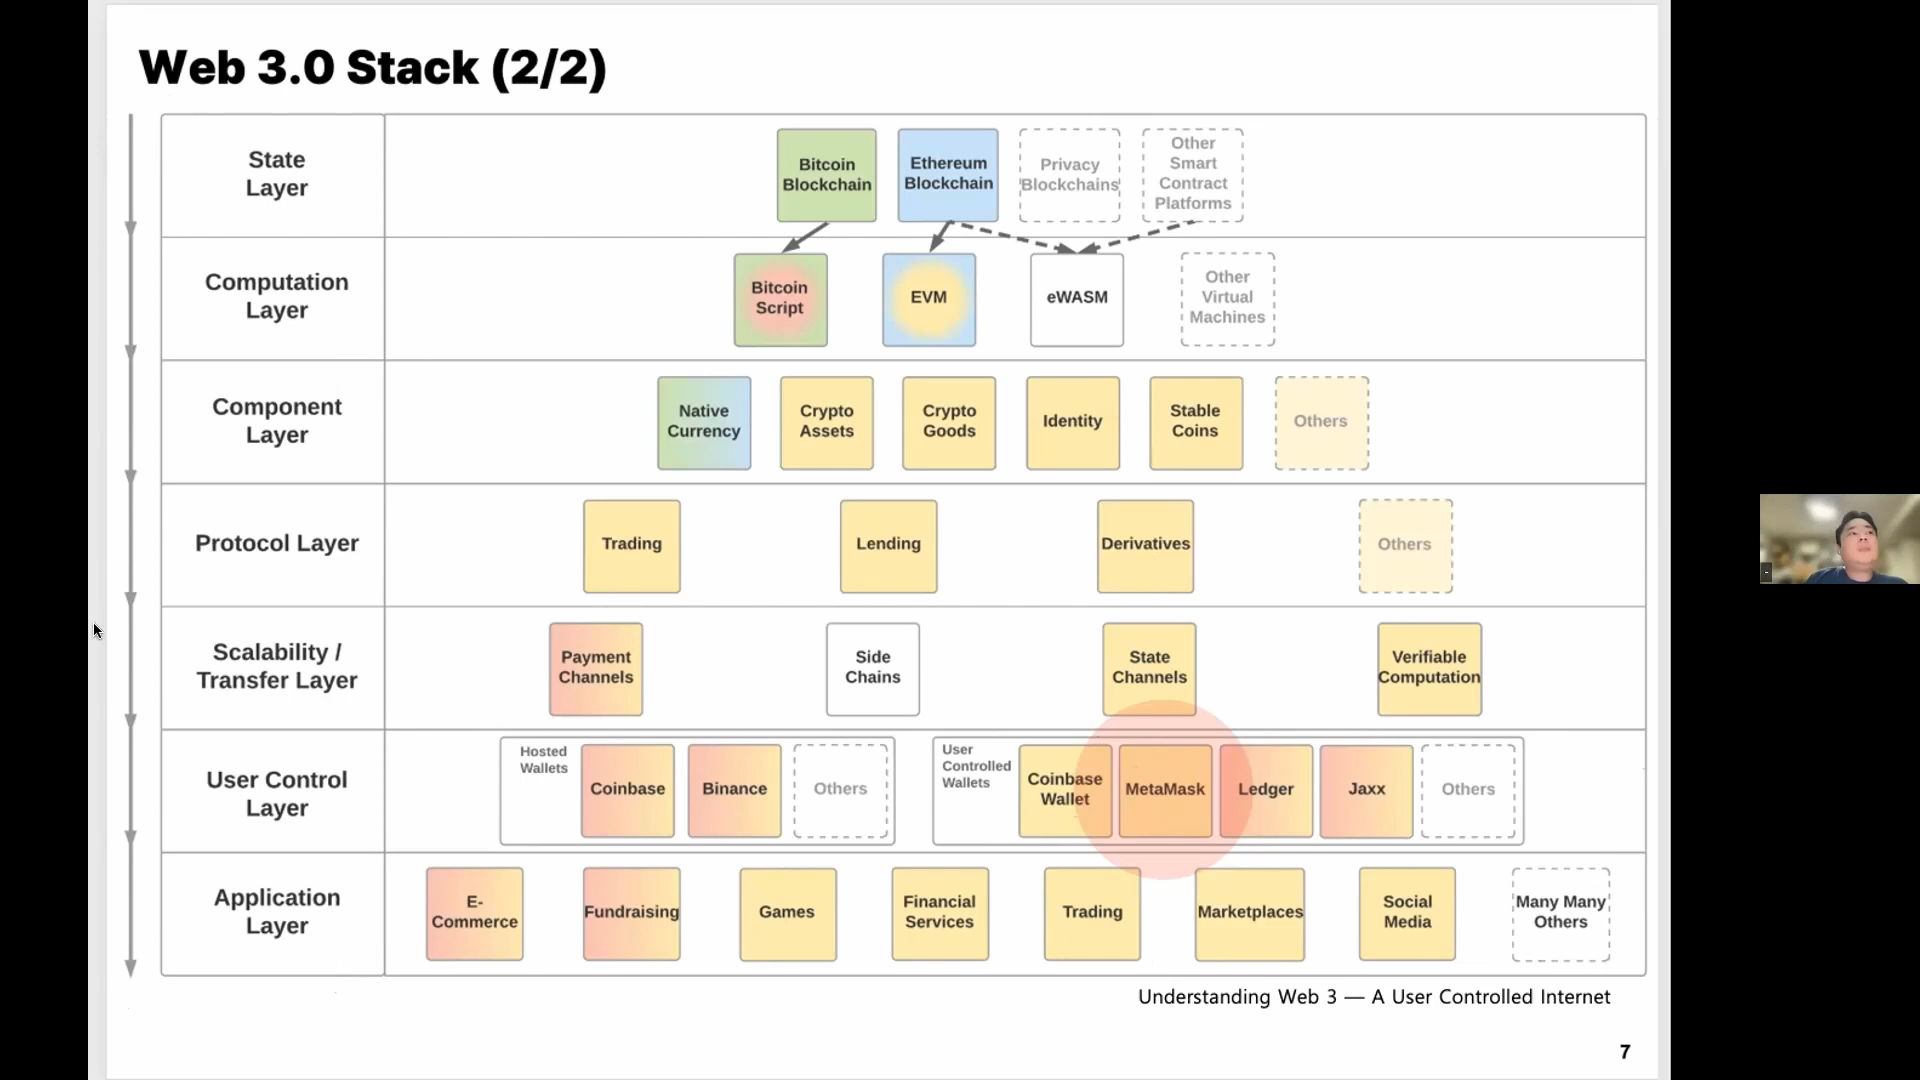 Web 3.0 Stack (2/2)
State
Layer
Bitcoin
Blockchain
Ethereum
Blockchain
Privacy
Blockchains
Other
Smart
Contract
Platforms
Computation
Layer
Bitcoin
Script
EVM
eWASM
Other
Virtual
Machines
Component
Layer
Native
Currency
Crypto
Assets
Crypto
Goods
Identity
Stable
Coins
Others
Protocol Layer
Trading
Lending
Derivatives
Others
Scalability /
Transfer Layer
Payment
Channels
Side
Chains
State
Channels
Verifiable
Computation
User Control
Layer
Hosted
Wallets
Coinbase
Binance
Others
User
Controlled
Wallets
Coinbase
Wallet
MetaMask
Ledger
Jaxx
Others
Application
Layer
E-
Commerce
Fundraising
Games
Financial
Services
Trading
Marketplaces
Social
Media
Many Many
Others
Understanding Web 3 — A User Controlled Internet
7